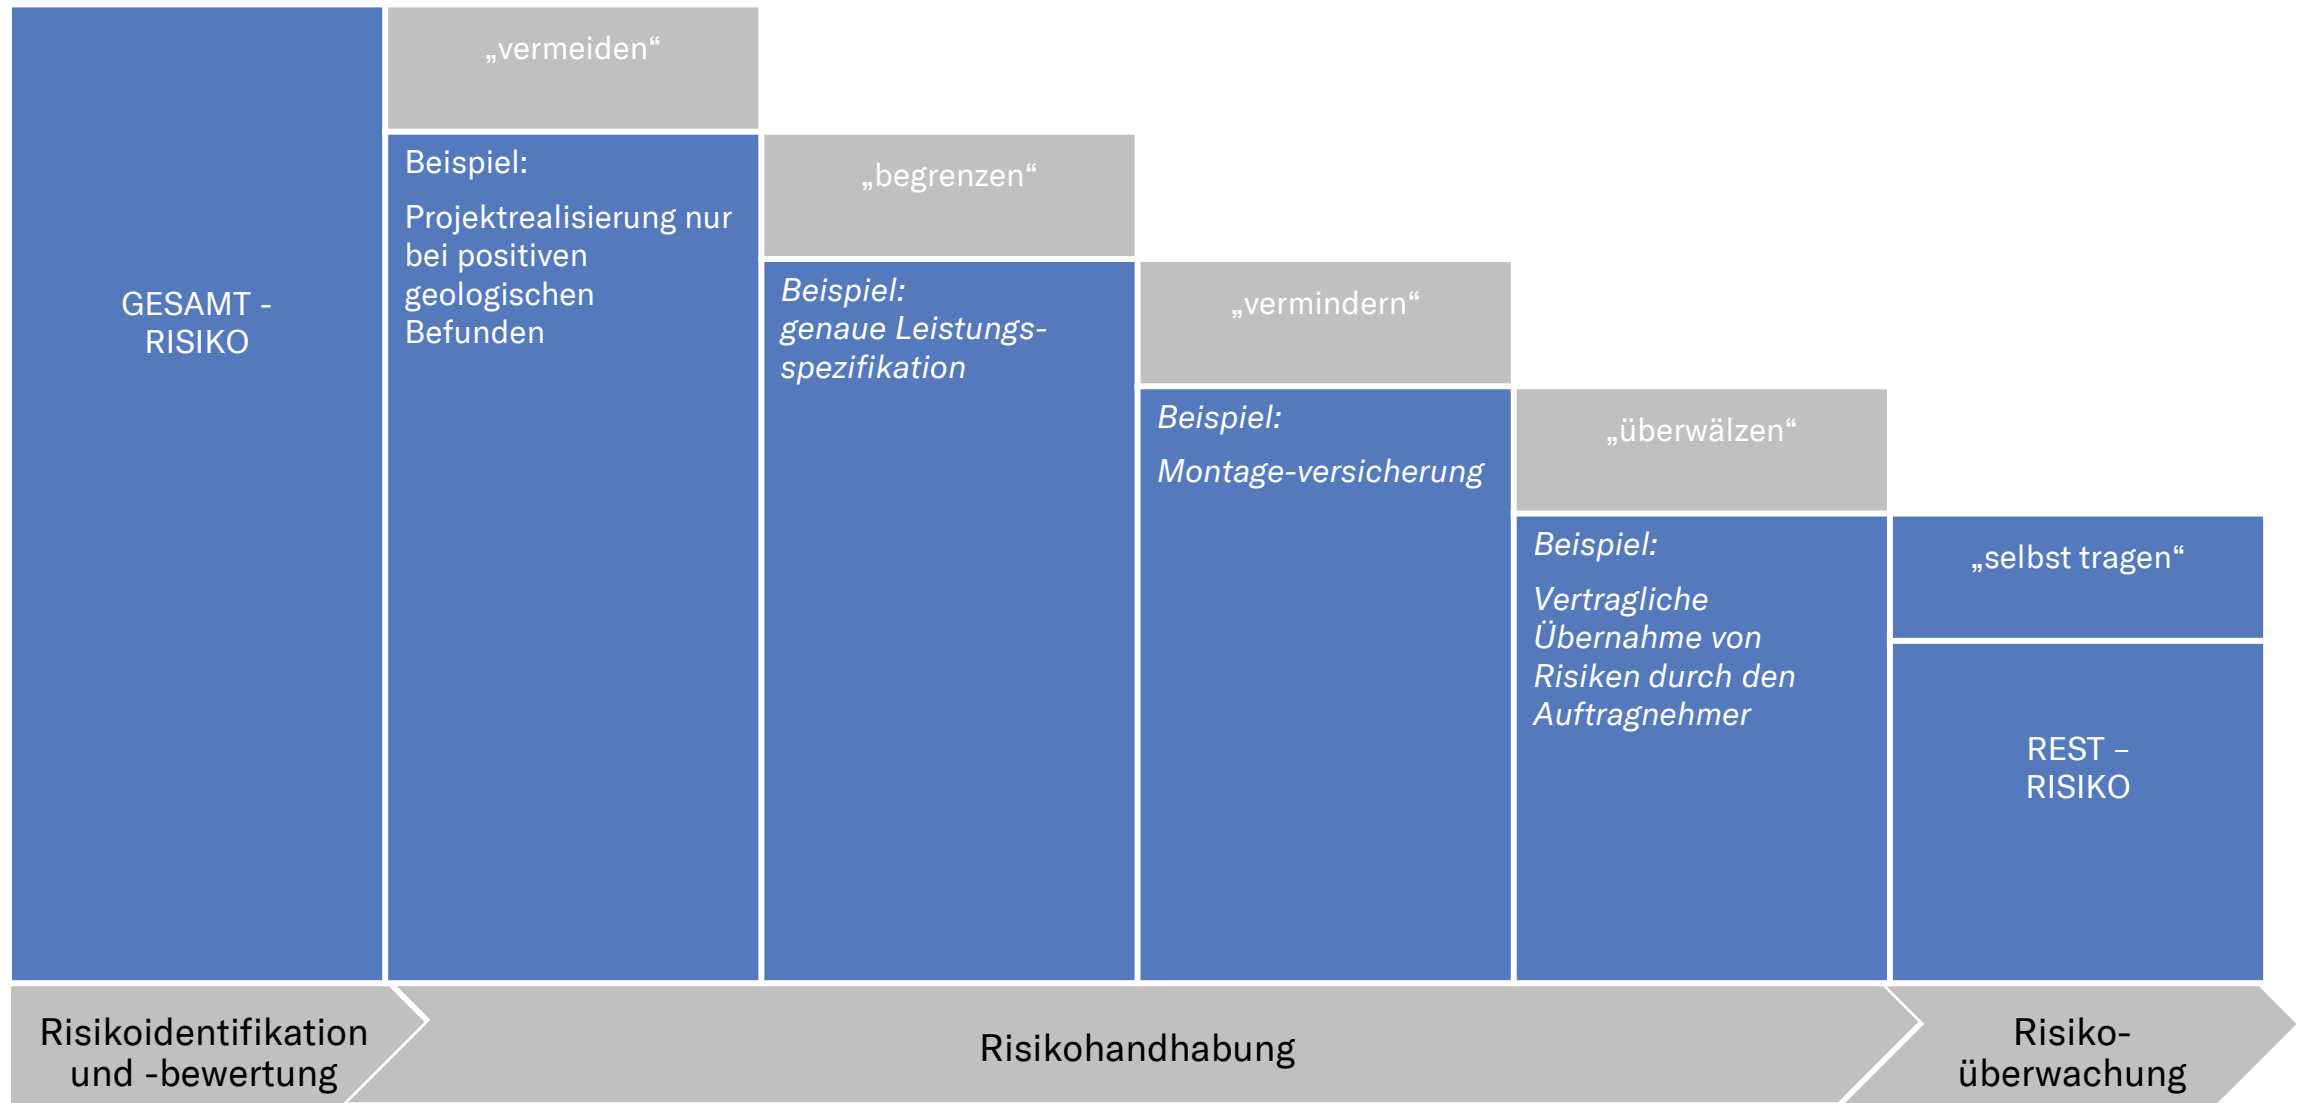 GESAMT -
RISIKO
„vermeiden“
Beispiel:
Projektrealisierung nur
bei positiven
geologischen
Befunden
„begrenzen“
Beispiel:
genaue Leistungs-
spezifikation
„vermindern“
Beispiel:
Montage-versicherung
„überwälzen“
Beispiel:
Vertragliche
Übernahme von
Risiken durch den
Auftragnehmer
„selbst tragen“
REST –
RISIKO
Risikoidentifikation
und -bewertung
Risikohandhabung
Risiko-
überwachung